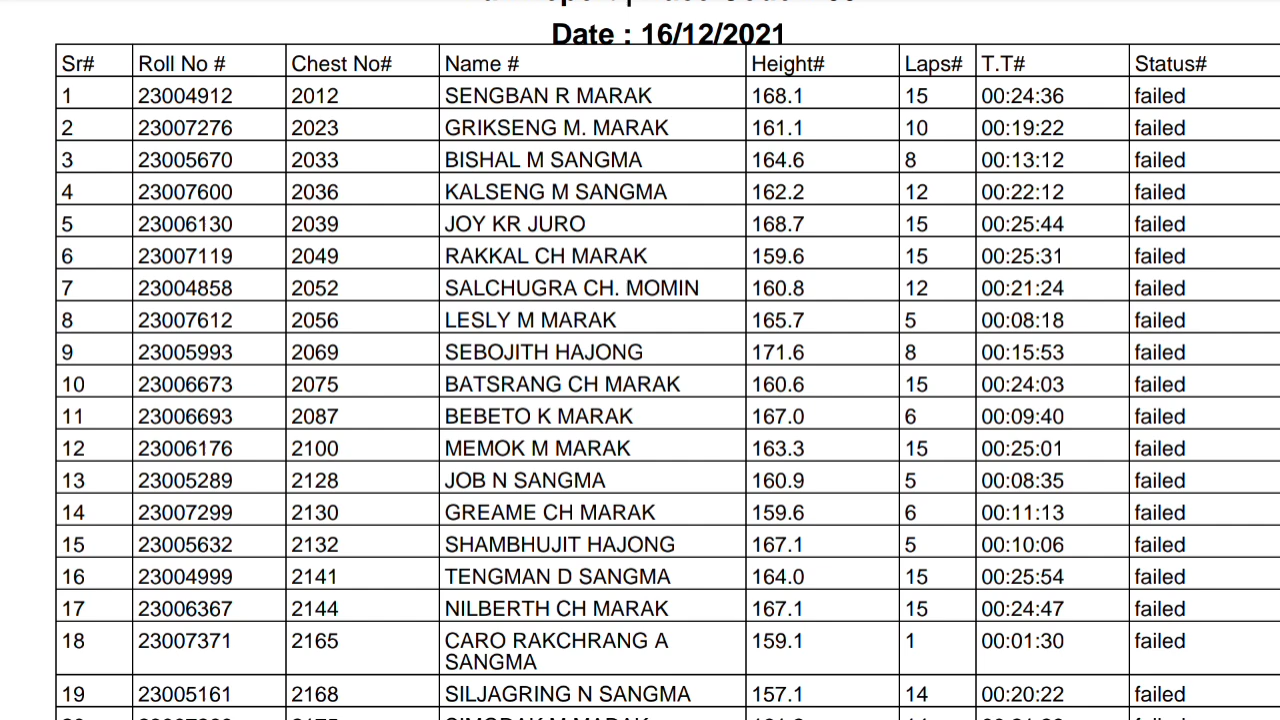 Date : 16/12/2021
Sr# Roll No # Chest No# Name # Height# Laps# T.T# Status#
1 23004912 2012 SENGBAN R MARAK 168.1 15 00:24:36 failed
2 23007276 2023 GRIKSENG M. MARAK 161.1 10 00:19:22 failed
3 23005670 2033 BISHAL M SANGMA 164.6 8 00:13:12 failed
4 23007600 2036 KALSENG M SANGMA 162.2 12 00:22:12 failed
5 23006130 2039 JOY KR JURO 168.7 15 00:25:44 failed
6 23007119 2049 RAKKAL CH MARAK 159.6 15 00:25:31 failed
7 23004858 2052 SALCHUGRA CH. MOMIN 160.8 12 00:21:24 failed
8 23007612 2056 LESLY M MARAK 165.7 5 00:08:18 failed
9 23005993 2069 SEBOJITH HAJONG 171.6 8 00:15:53 failed
10 23006673 2075 BATSRANG CH MARAK 160.6 15 00:24:03 failed
11 23006693 2087 BEBETO K MARAK 167.0 6 00:09:40 failed
12 23006176 2100 MEMOK M MARAK 163.3 15 00:25:01 failed
13 23005289 2128 JOB N SANGMA 160.9 5 00:08:35 failed
14 23007299 2130 GREAME CH MARAK 159.6 6 00:11:13 failed
15 23005632 2132 SHAMBHUJIT HAJONG 167.1 5 00:10:06 failed
16 23004999 2141 TENGMAN D SANGMA 164.0 15 00:25:54 failed
17 23006367 2144 NILBERTH CH MARAK 167.1 15 00:24:47 failed
18 23007371 2165 CARO RAKCHRANG A 159.1 1 00:01:30 failed
SANGMA
19 23005161 2168 SILJAGRING N SANGMA 157.1 14 00:20:22 failed